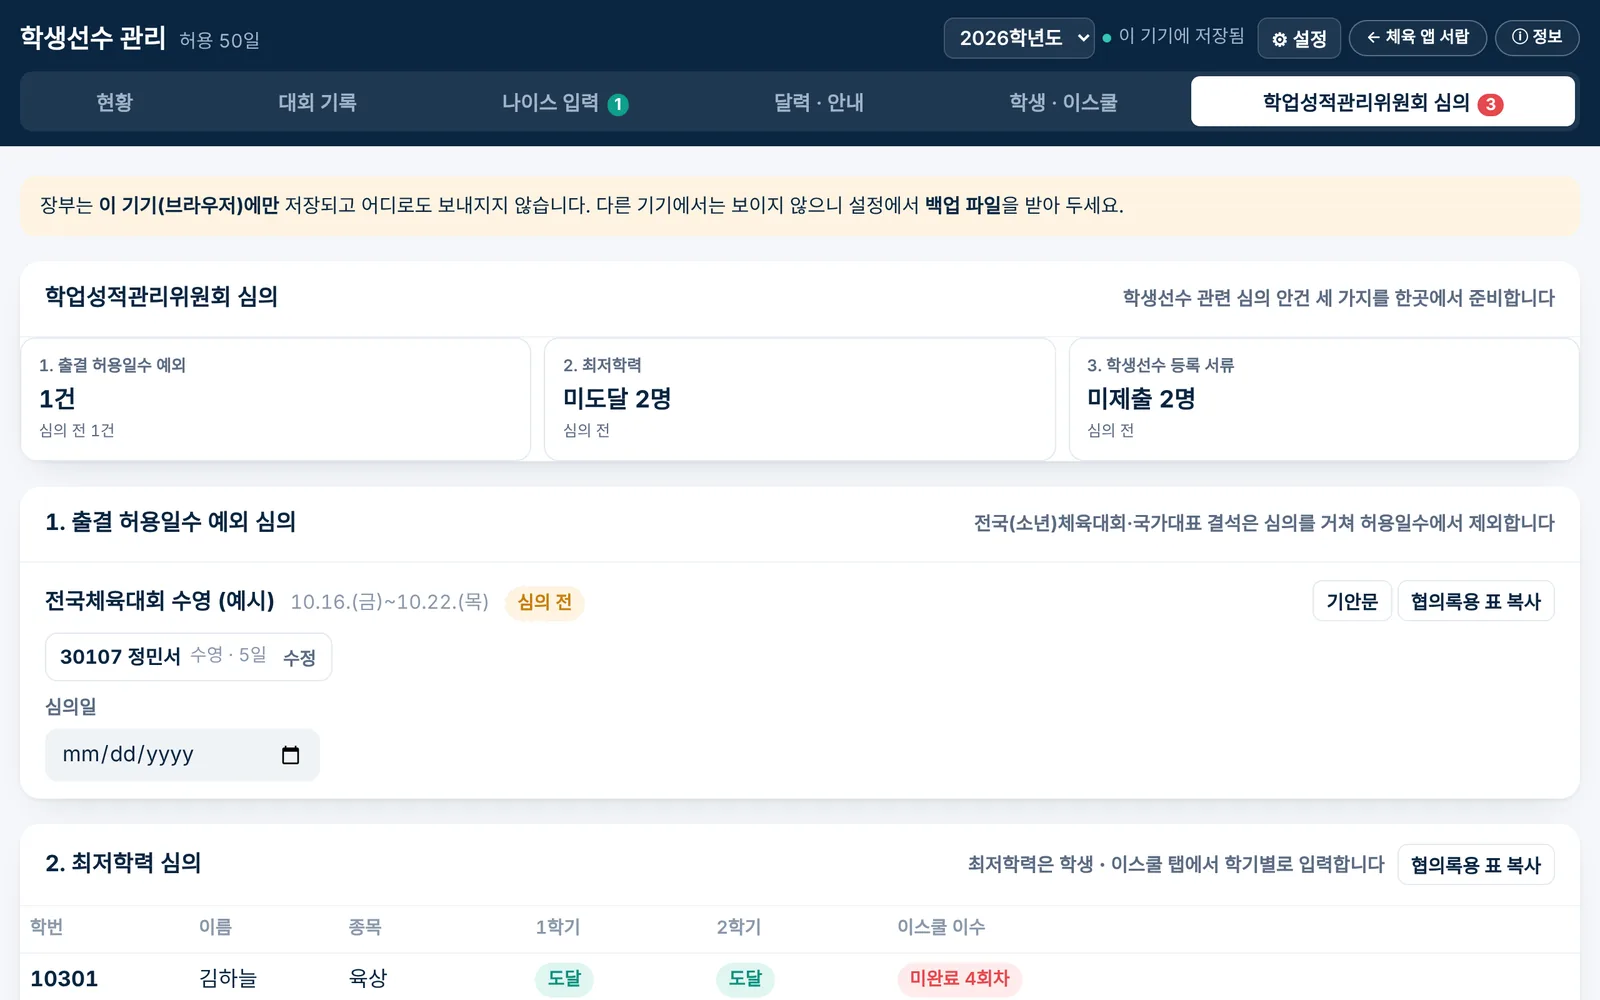 학생선수 관리 허용 50일
2026학년도
이 기기에 저장됨
⚙ 설정
← 체육 앱 서랍
ⓘ 정보
현황
대회 기록
나이스 입력 1
달력 · 안내
학생 · 이스쿨
학업성적관리위원회 심의 3
장부는 이 기기(브라우저)에만 저장되고 어디로도 보내지지 않습니다. 다른 기기에서는 보이지 않으니 설정에서 백업 파일을 받아 두세요.
학업성적관리위원회 심의
학생선수 관련 심의 안건 세 가지를 한곳에서 준비합니다
1. 출결 허용일수 예외
1건
심의 전 1건
2. 최저학력
미도달 2명
심의 전
3. 학생선수 등록 서류
미제출 2명
심의 전
1. 출결 허용일수 예외 심의
전국(소년)체육대회·국가대표 결석은 심의를 거쳐 허용일수에서 제외합니다
전국체육대회 수영 (예시) 10.16.(금)~10.22.(목) 심의 전
기안문
협의록용 표 복사
30107 정민서 수영 · 5일 수정
심의일
mm/dd/yyyy
2. 최저학력 심의
최저학력은 학생 · 이스쿨 탭에서 학기별로 입력합니다
협의록용 표 복사
학번 이름 종목 1학기 2학기 이스쿨 이수
10301 김하늘 육상 도달 도달 미완료 4회차